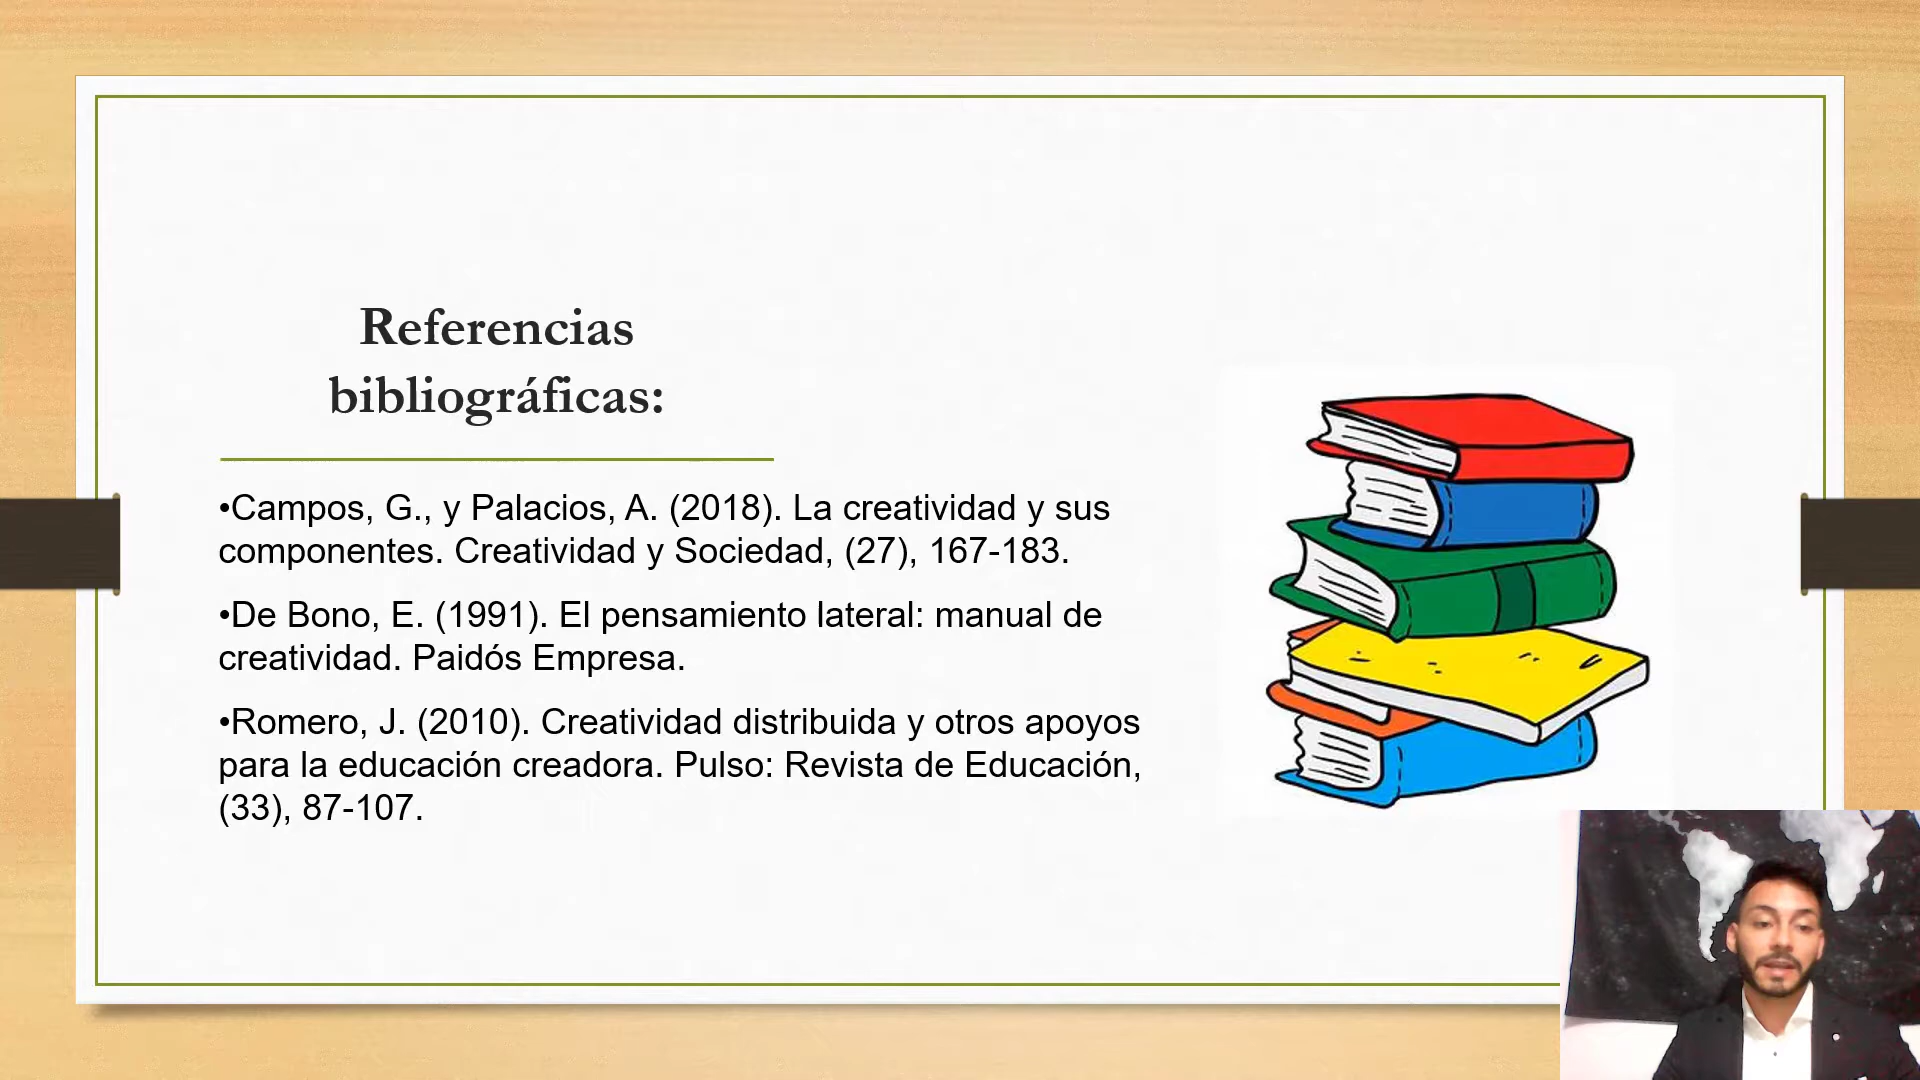 Referencias
bibliográficas:
•Campos, G., y Palacios, A. (2018). La creatividad y sus
componentes. Creatividad y Sociedad, (27), 167-183.
•De Bono, E. (1991). El pensamiento lateral: manual de
creatividad. Paidós Empresa.
•Romero, J. (2010). Creatividad distribuida y otros apoyos
para la educación creadora. Pulso: Revista de Educación,
(33), 87-107.